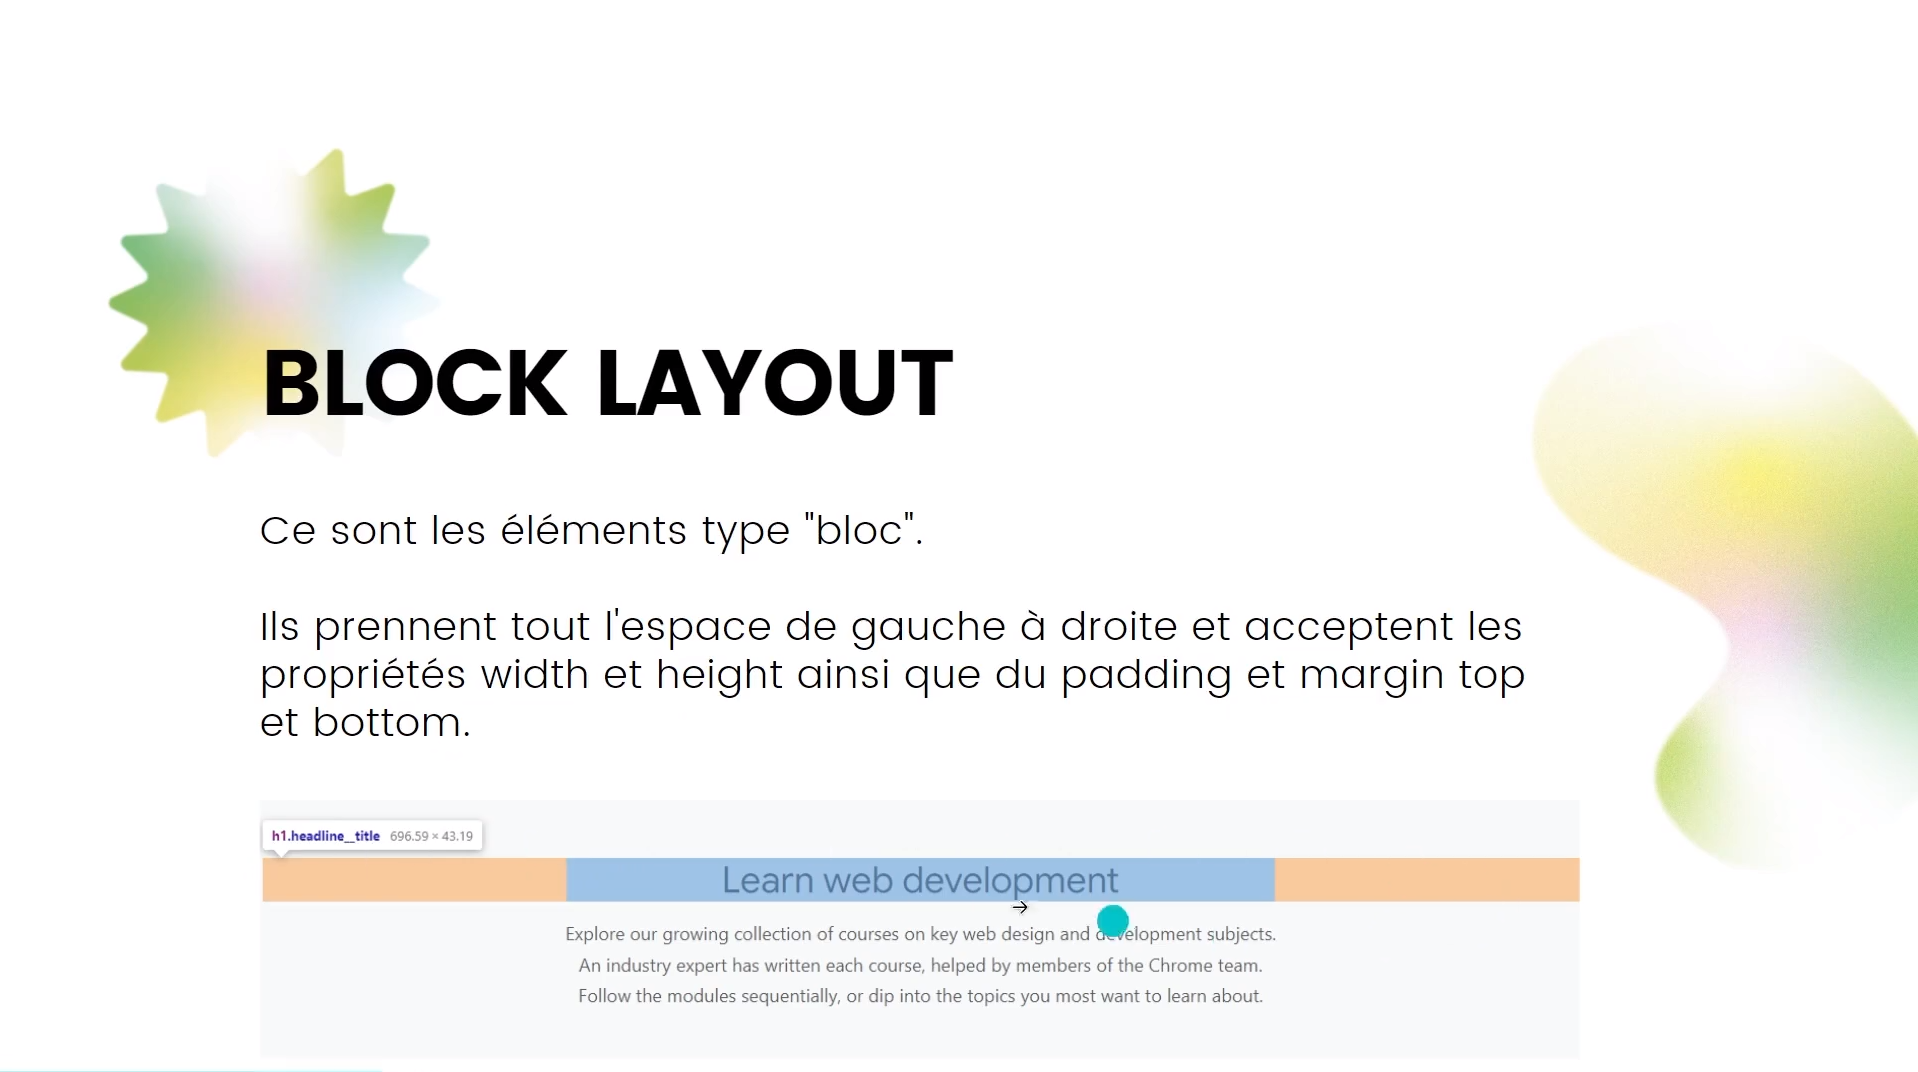 BLOCK LAYOUT
Ce sont les éléments type "bloc".
Ils prennent tout l'espace de gauche à droite et acceptent les
propriétés width et height ainsi que du padding et margin top
et bottom.
h1.headline__title 696.59 × 43.19
Learn web development
Explore our growing collection of courses on key web design and development subjects.
An industry expert has written each course, helped by members of the Chrome team.
Follow the modules sequentially, or dip into the topics you most want to learn about.